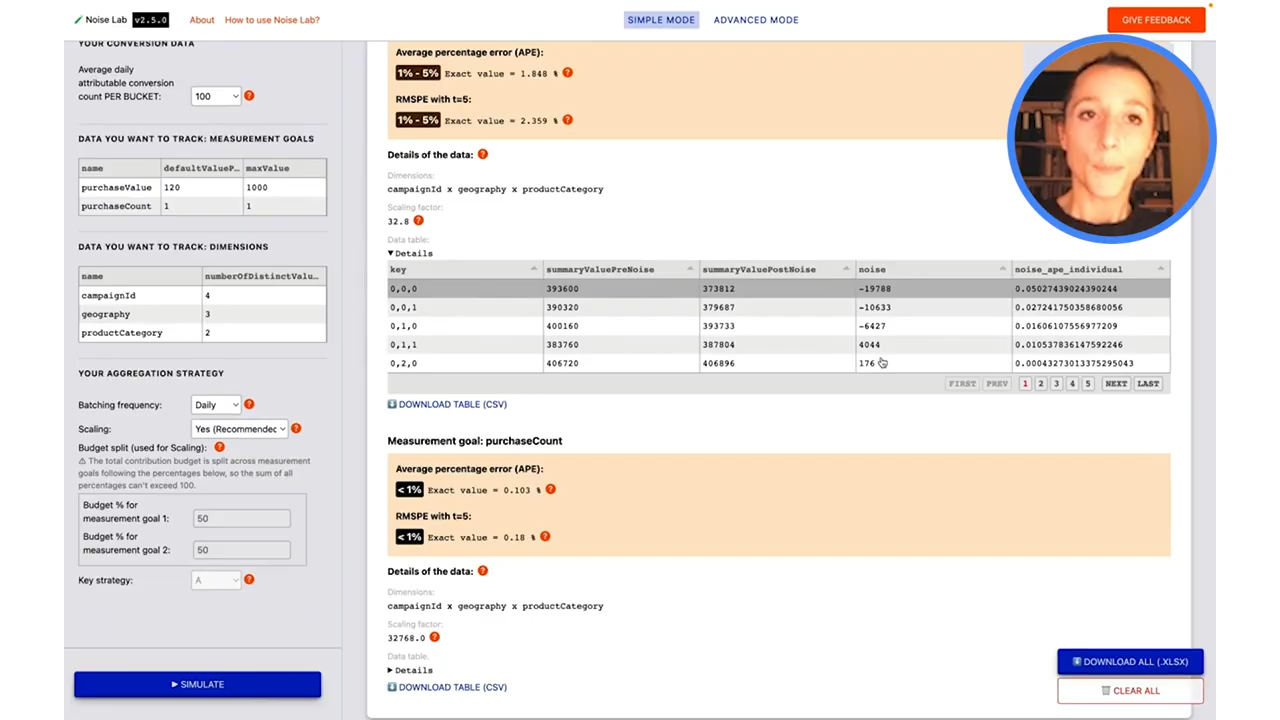 Noise Lab v2.5.0 About How to use Noise Lab? SIMPLE MODE ADVANCED MODE GIVE FEEDBACK
YOUR CONVERSION DATA
Average daily
attributable conversion
count PER BUCKET: 100 ?
DATA YOU WANT TO TRACK: MEASUREMENT GOALS
name defaultValueP… maxValue
purchaseValue 120 1000
purchaseCount 1 1
DATA YOU WANT TO TRACK: DIMENSIONS
name numberOfDistinctValu…
campaignId 4
geography 3
productCategory 2
YOUR AGGREGATION STRATEGY
Batching frequency: Daily ?
Scaling: Yes (Recommended ?
Budget split (used for Scaling): ?
⚠ The total contribution budget is split across measurement
goals following the percentages below, so the sum of all
percentages can't exceed 100.
Budget % for
measurement goal 1: 50
Budget % for
measurement goal 2: 50
Key strategy: A ?
▶ SIMULATE
Average percentage error (APE):
1% - 5% Exact value = 1.848 % ?
RMSPE with t=5:
1% - 5% Exact value = 2.359 % ?
Details of the data: ?
Dimensions:
campaignId x geography x productCategory
Scaling factor:
32.8 ?
Data table:
▼Details
key summaryValuePreNoise summaryValuePostNoise noise noise_ape_individual
0,0,0 393600 373812 -19788 0.05027439024390244
0,0,1 390320 379687 -10633 0.027241750358680056
0,1,0 400160 393733 -6427 0.01606107556977209
0,1,1 383760 387804 4044 0.010537836147592246
0,2,0 406720 406896 176 0.00043273013375295043
FIRST PREV 1 2 3 4 5 NEXT LAST
DOWNLOAD TABLE (CSV)
Measurement goal: purchaseCount
Average percentage error (APE):
< 1% Exact value = 0.103 % ?
RMSPE with t=5:
< 1% Exact value = 0.18 % ?
Details of the data: ?
Dimensions:
campaignId x geography x productCategory
Scaling factor:
32768.0 ?
Data table:
▶ Details
DOWNLOAD TABLE (CSV)
DOWNLOAD ALL (.XLSX)
CLEAR ALL